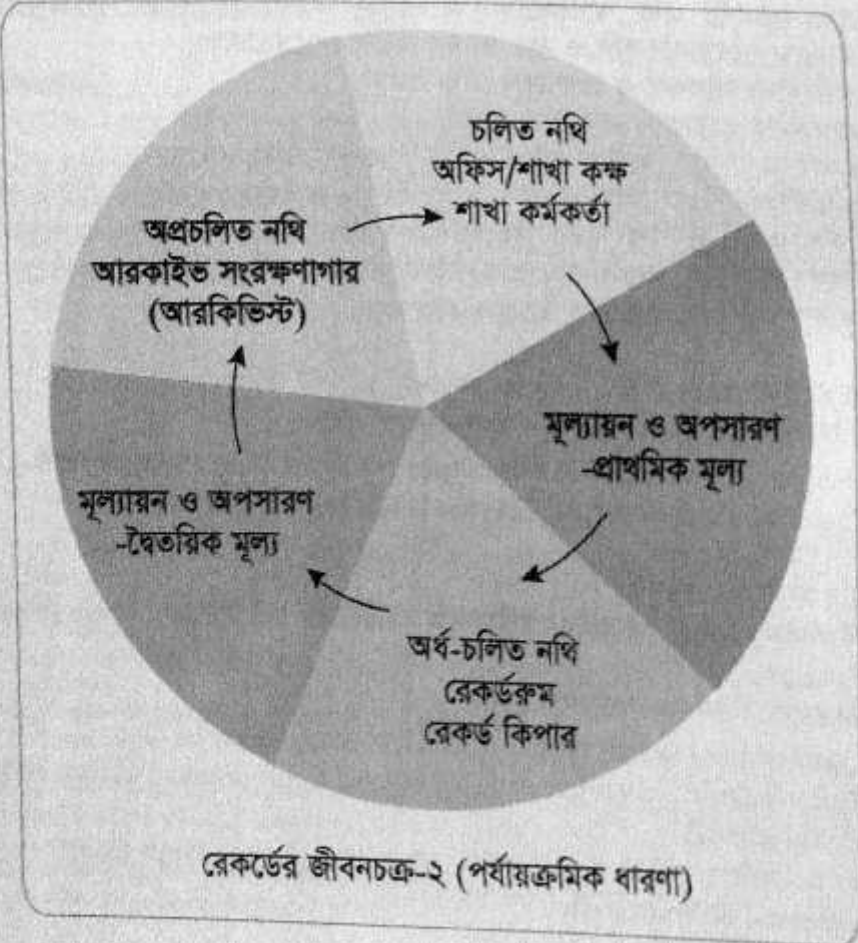 চলিত নথি
অফিস/শাখা কক্ষ
শাখা কর্মকর্তা
মূল্যায়ন ও অপসারণ
-প্রাথমিক মূল্য
অর্ধ-চলিত নথি
রেকর্ডরুম
রেকর্ড কিপার
মূল্যায়ন ও অপসারণ
-দ্বৈতয়িক মূল্য
অপ্রচলিত নথি
আরকাইভ সংরক্ষণাগার
(আরকিভিস্ট)
রেকর্ডের জীবনচক্র-২ (পর্যায়ক্রমিক ধারণা)